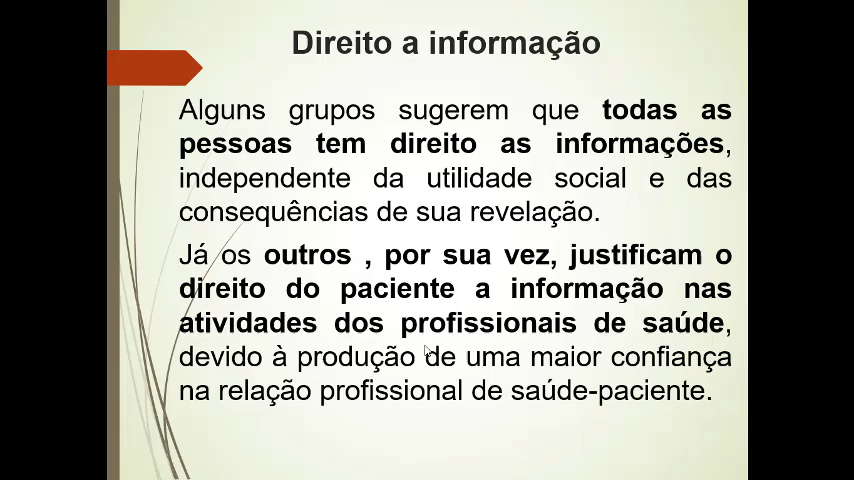 Direito a informação
Alguns grupos sugerem que todas as
pessoas tem direito as informações,
independente da utilidade social e das
consequências de sua revelação.
Já os outros , por sua vez, justificam o
direito do paciente a informação nas
atividades dos profissionais de saúde,
devido à produção de uma maior confiança
na relação profissional de saúde-paciente.